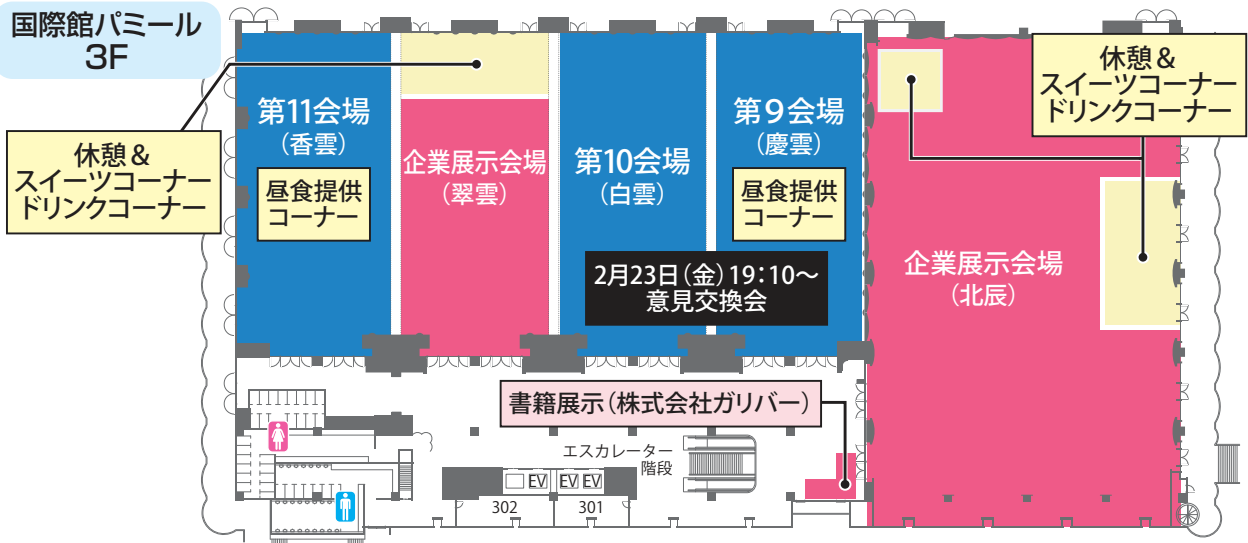 国際館パミール
3F
休憩＆
スイーツコーナー
ドリンクコーナー
第11会場
（香雲）
昼食提供
コーナー
企業展示会場
（翠雲）
第10会場
（白雲）
第9会場
（慶雲）
昼食提供
コーナー
2月23日（金）19：10～
意見交換会
休憩＆
スイーツコーナー
ドリンクコーナー
企業展示会場
（北辰）
書籍展示（株式会社ガリバー）
エスカレーター
階段
EV
EV
EV
302
301